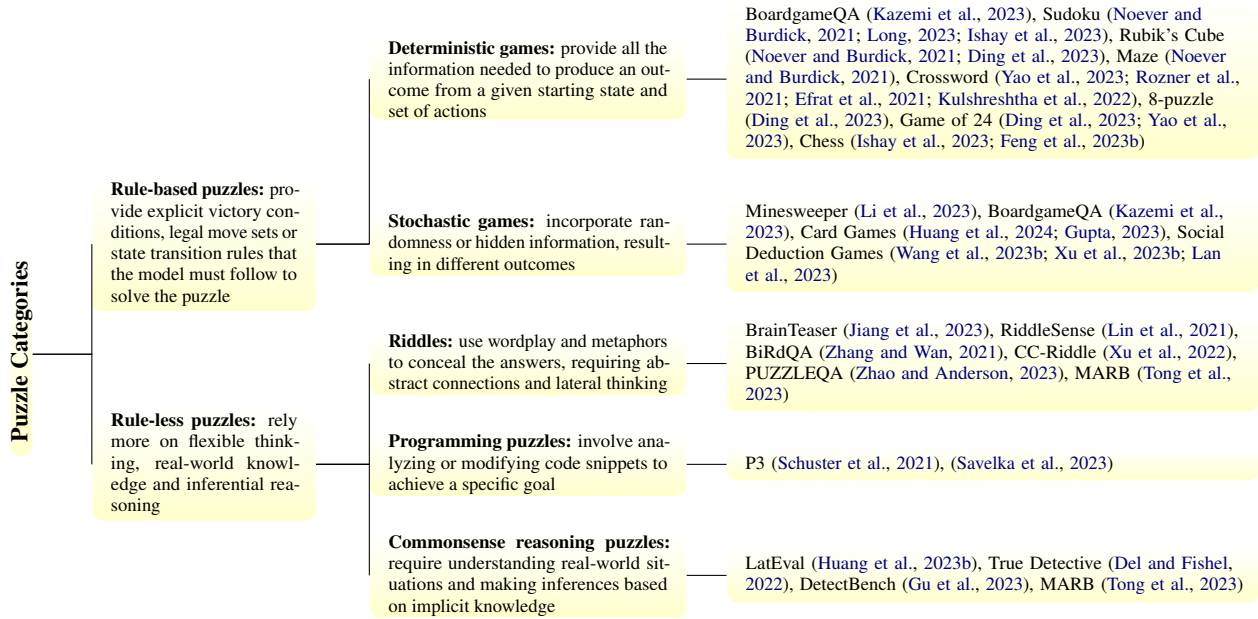 Puzzle Categories
Rule-based puzzles: pro-
vide explicit victory con-
ditions, legal move sets or
state transition rules that
the model must follow to
solve the puzzle
Deterministic games: provide all the
information needed to produce an out-
come from a given starting state and
set of actions
BoardgameQA (Kazemi et al., 2023), Sudoku (Noever and
Burdick, 2021; Long, 2023; Ishay et al., 2023), Rubik's Cube
(Noever and Burdick, 2021; Ding et al., 2023), Maze (Noever
and Burdick, 2021), Crossword (Yao et al., 2023; Rozner et al.,
2021; Efrat et al., 2021; Kulshreshtha et al., 2022), 8-puzzle
(Ding et al., 2023), Game of 24 (Ding et al., 2023; Yao et al.,
2023), Chess (Ishay et al., 2023; Feng et al., 2023b)
Stochastic games: incorporate ran-
domness or hidden information, result-
ing in different outcomes
Minesweeper (Li et al., 2023), BoardgameQA (Kazemi et al.,
2023), Card Games (Huang et al., 2024; Gupta, 2023), Social
Deduction Games (Wang et al., 2023b; Xu et al., 2023b; Lan
et al., 2023)
Rule-less puzzles: rely
more on flexible think-
ing, real-world knowl-
edge and inferential rea-
soning
Riddles: use wordplay and metaphors
to conceal the answers, requiring ab-
stract connections and lateral thinking
BrainTeaser (Jiang et al., 2023), RiddleSense (Lin et al., 2021),
BiRdQA (Zhang and Wan, 2021), CC-Riddle (Xu et al., 2022),
PUZZLEQA (Zhao and Anderson, 2023), MARB (Tong et al.,
2023)
Programming puzzles: involve ana-
lyzing or modifying code snippets to
achieve a specific goal
P3 (Schuster et al., 2021), (Savelka et al., 2023)
Commonsense reasoning puzzles:
require understanding real-world sit-
uations and making inferences based
on implicit knowledge
LatEval (Huang et al., 2023b), True Detective (Del and Fishel,
2022), DetectBench (Gu et al., 2023), MARB (Tong et al., 2023)